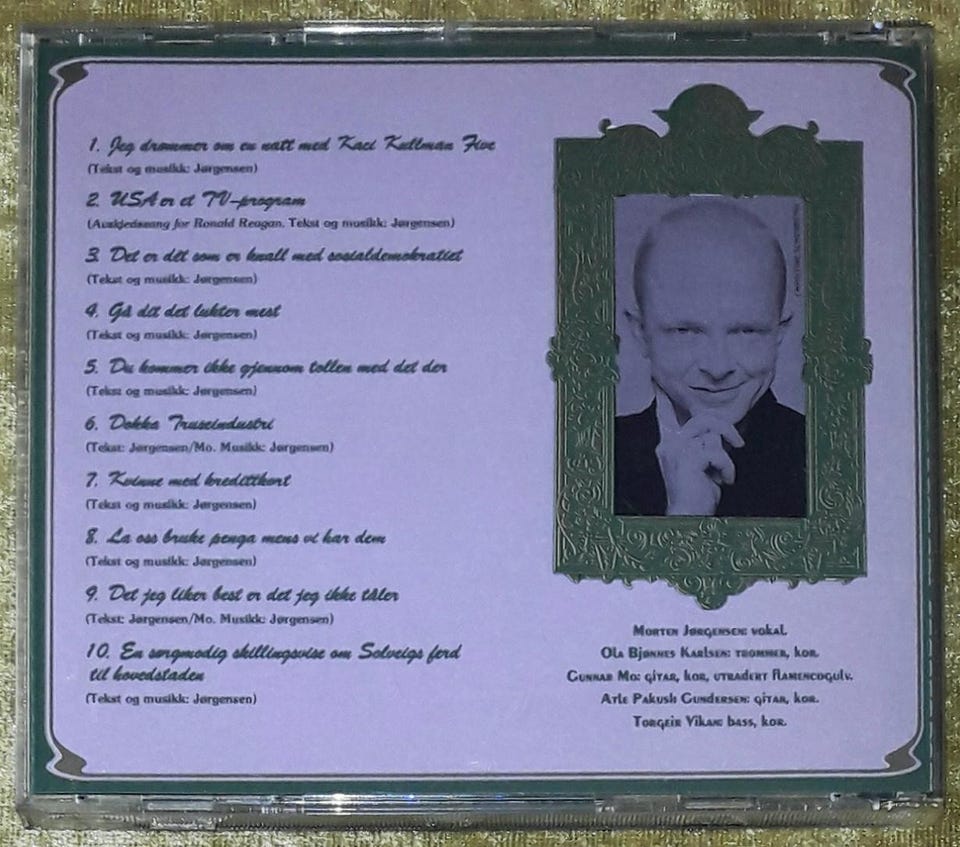 1. Jeg drømmer om en natt med Kaci Kullman Five
(Tekst og musikk: Jørgensen)
2. USA er et TV-program
(Avskjedssang for Ronald Reagan. Tekst og musikk: Jørgensen)
3. Det er dét som er knall med sosialdemokratiet
(Tekst og musikk: Jørgensen)
4. Gå dit det lukter mest
(Tekst og musikk: Jørgensen)
5. Du kommer ikke gjennom tollen med det der
(Tekst og musikk: Jørgensen)
6. Dokka Truseindustri
(Tekst: Jørgensen/Mo. Musikk: Jørgensen)
7. Kvinne med kredittkort
(Tekst og musikk: Jørgensen)
8. La oss bruke penga mens vi har dem
(Tekst og musikk: Jørgensen)
9. Det jeg liker best er det jeg ikke tåler
(Tekst: Jørgensen/Mo. Musikk: Jørgensen)
10. En sørgmodig skillingsvise om Solveigs ferd
til hovedstaden
(Tekst og musikk: Jørgensen)
Morten Jørgensen: vokal.
Ola Bjønnes Karlsen: trommer, kor.
Gunnar Mo: gitar, kor, utradert flamencogulv.
Atle Pakush Gundersen: gitar, kor.
Torgeir Vikan: bass, kor.